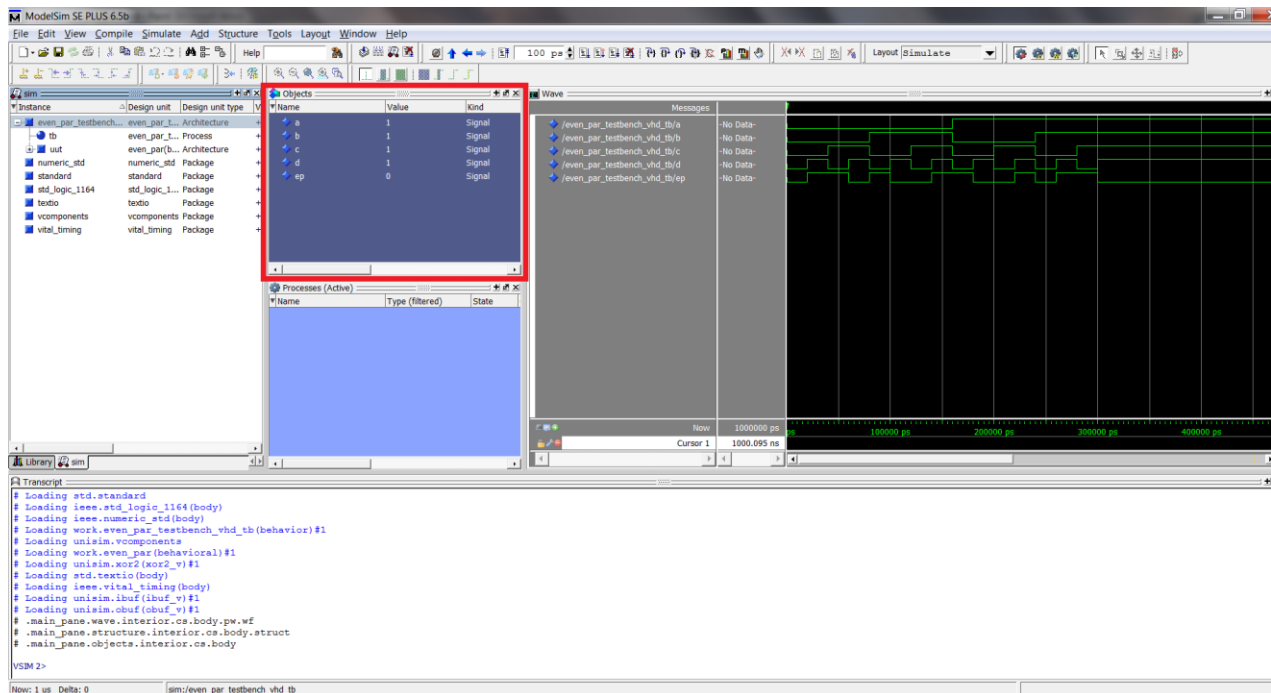 ModelSim SE PLUS 6.5b
File Edit View Compile Simulate Add Structure Tools Layout Window Help
Help 100 ps Layout Simulate
sim
Instance Design unit Design unit type V
even_par_testbench... even_par_t... Architecture
tb even_par_t... Process
uut even_par(b... Architecture
numeric_std numeric_std Package
standard standard Package
std_logic_1164 std_logic_1... Package
textio textio Package
vcomponents vcomponents Package
vital_timing vital_timing Package
Library sim
Objects
Name Value Kind
a 1 Signal
b 1 Signal
c 1 Signal
d 1 Signal
ep 0 Signal
Processes (Active)
Name Type (filtered) State
Wave
Messages
/even_par_testbench_vhd_tb/a -No Data-
/even_par_testbench_vhd_tb/b -No Data-
/even_par_testbench_vhd_tb/c -No Data-
/even_par_testbench_vhd_tb/d -No Data-
/even_par_testbench_vhd_tb/ep -No Data-
Now 1000000 ps ps 100000 ps 200000 ps 300000 ps 400000 ps
Cursor 1 1000.095 ns
Transcript
# Loading std.standard
# Loading ieee.std_logic_1164(body)
# Loading ieee.numeric_std(body)
# Loading work.even_par_testbench_vhd_tb(behavior)#1
# Loading unisim.vcomponents
# Loading work.even_par(behavioral)#1
# Loading unisim.xor2(xor2_v)#1
# Loading std.textio(body)
# Loading ieee.vital_timing(body)
# Loading unisim.ibuf(ibuf_v)#1
# Loading unisim.obuf(obuf_v)#1
# .main_pane.wave.interior.cs.body.pw.wf
# .main_pane.structure.interior.cs.body.struct
# .main_pane.objects.interior.cs.body
VSIM 2>
Now: 1 us Delta: 0 sim:/even_par_testbench_vhd_tb